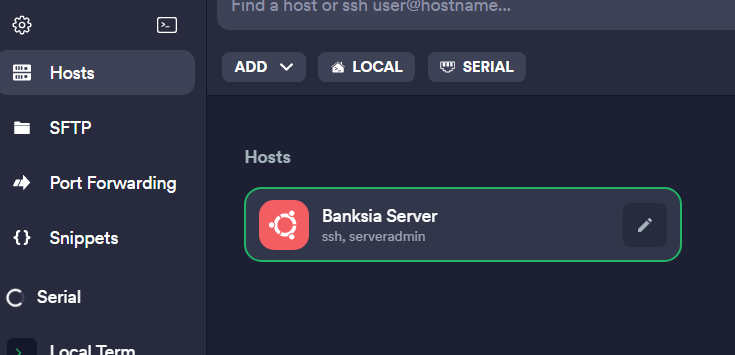 Find a host or ssh user@hostname...
ADD
LOCAL
SERIAL
Hosts
SFTP
Port Forwarding
Snippets
Serial
Local Term
Hosts
Banksia Server
ssh, serveradmin